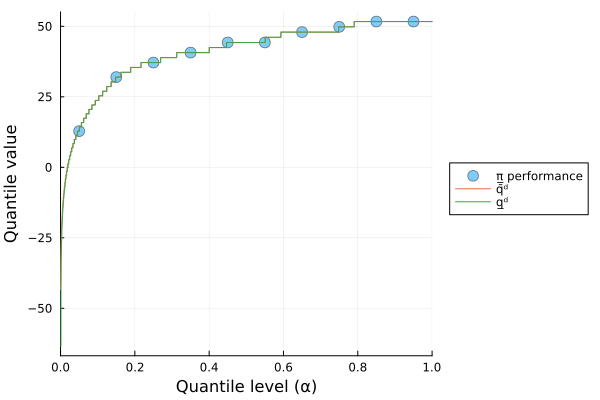 50
25
0
−25
−50
Quantile value
0.0
0.2
0.4
0.6
0.8
1.0
Quantile level (α)
π̂ performance
q̄ᵈ
q̲ᵈ